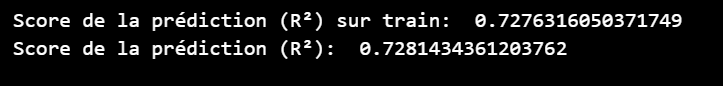 Score de la prédiction (R²) sur train:  0.7276316050371749
Score de la prédiction (R²):  0.7281434361203762